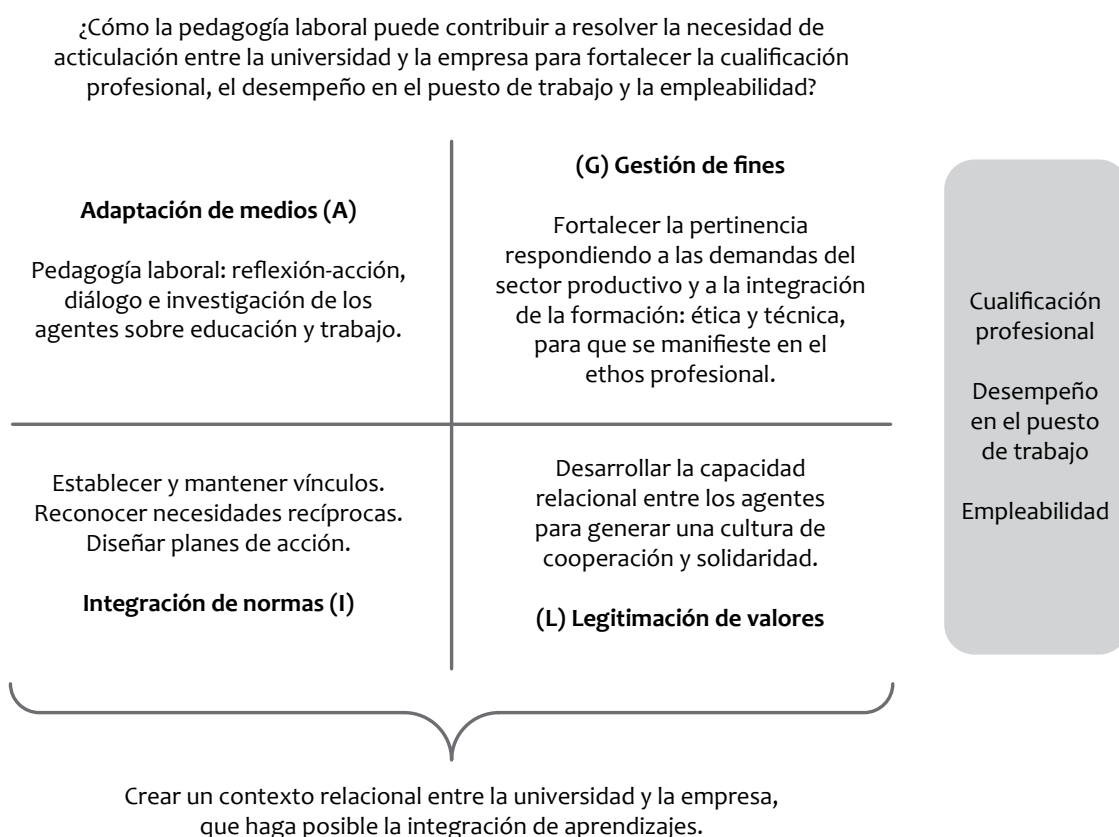 ¿Cómo la pedagogía laboral puede contribuir a resolver la necesidad de
articulación entre la universidad y la empresa para fortalecer la cualificación
profesional, el desempeño en el puesto de trabajo y la empleabilidad?
Adaptación de medios (A)
Pedagogía laboral: reflexión-acción,
diálogo e investigación de los
agentes sobre educación y trabajo.
(G) Gestión de fines
Fortalecer la pertinencia
respondiendo a las demandas del
sector productivo y a la integración
de la formación: ética y técnica,
para que se manifieste en el
ethos profesional.
Establecer y mantener vínculos.
Reconocer necesidades recíprocas.
Diseñar planes de acción.
Integración de normas (I)
Desarrollar la capacidad
relacional entre los agentes
para generar una cultura de
cooperación y solidaridad.
(L) Legitimación de valores
Cualificación
profesional
Desempeño
en el puesto
de trabajo
Empleabilidad
Crear un contexto relacional entre la universidad y la empresa,
que haga posible la integración de aprendizajes.